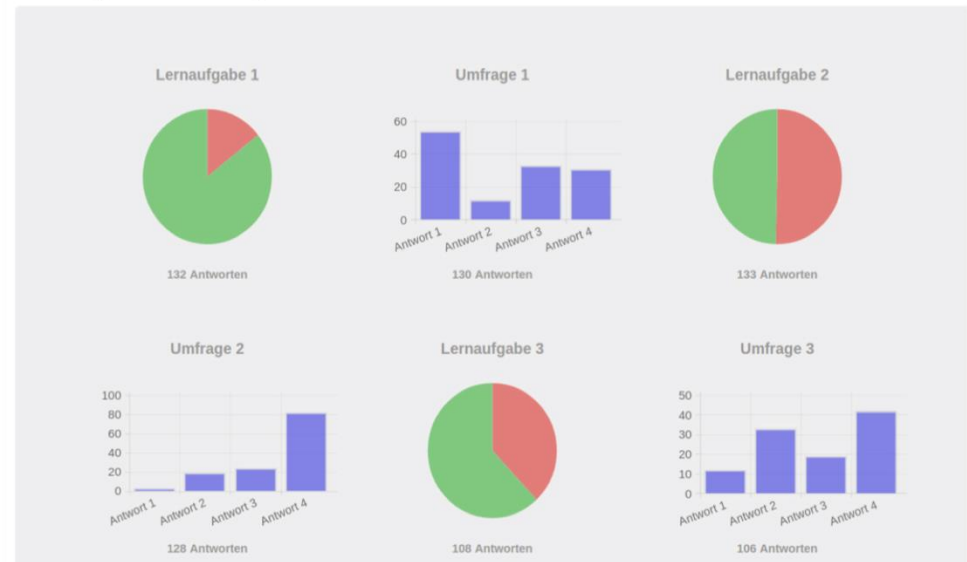 Lernaufgabe 1
60
40
20
0
Antwort 1 Antwort 2 Antwort 3 Antwort 4
132 Antworten
Umfrage 1
130 Antworten
Lernaufgabe 2
133 Antworten
Umfrage 2
100
80
60
40
20
0
Antwort 1 Antwort 2 Antwort 3 Antwort 4
128 Antworten
Lernaufgabe 3
108 Antworten
Umfrage 3
50
40
30
20
10
0
Antwort 1 Antwort 2 Antwort 3 Antwort 4
106 Antworten